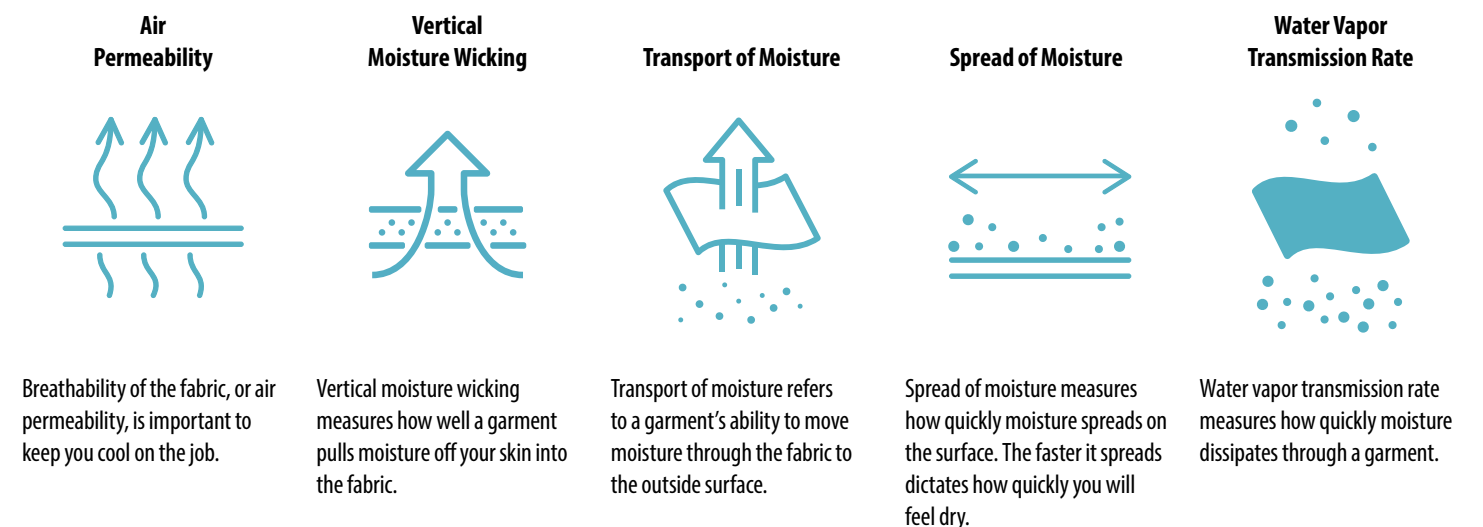 Air
Permeability
Breathability of the fabric, or air
permeability, is important to
keep you cool on the job.
Vertical
Moisture Wicking
Vertical moisture wicking
measures how well a garment
pulls moisture off your skin into
the fabric.
Transport of Moisture
Transport of moisture refers
to a garment’s ability to move
moisture through the fabric to
the outside surface.
Spread of Moisture
Spread of moisture measures
how quickly moisture spreads on
the surface. The faster it spreads
dictates how quickly you will
feel dry.
Water Vapor
Transmission Rate
Water vapor transmission rate
measures how quickly moisture
dissipates through a garment.